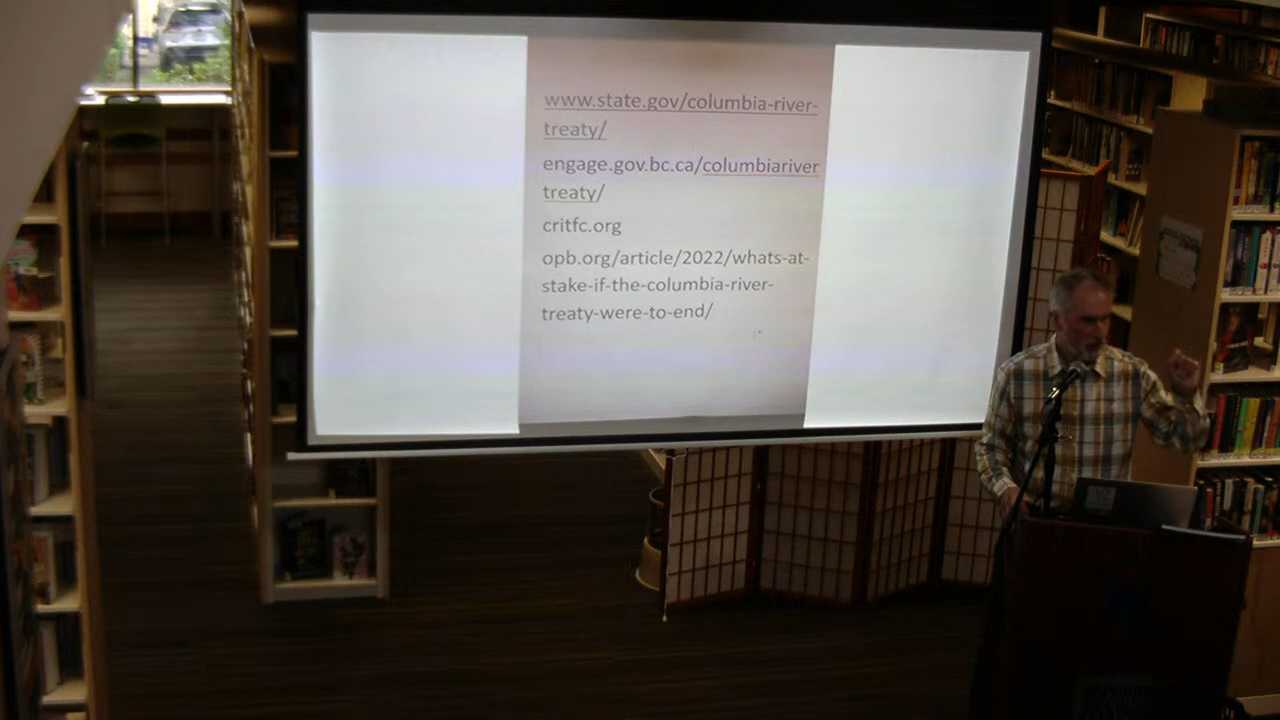 www.state.gov/columbia-river-
treaty/
engage.gov.bc.ca/columbiariver
treaty/
critfc.org
opb.org/article/2022/whats-at-
stake-if-the-columbia-river-
treaty-were-to-end/